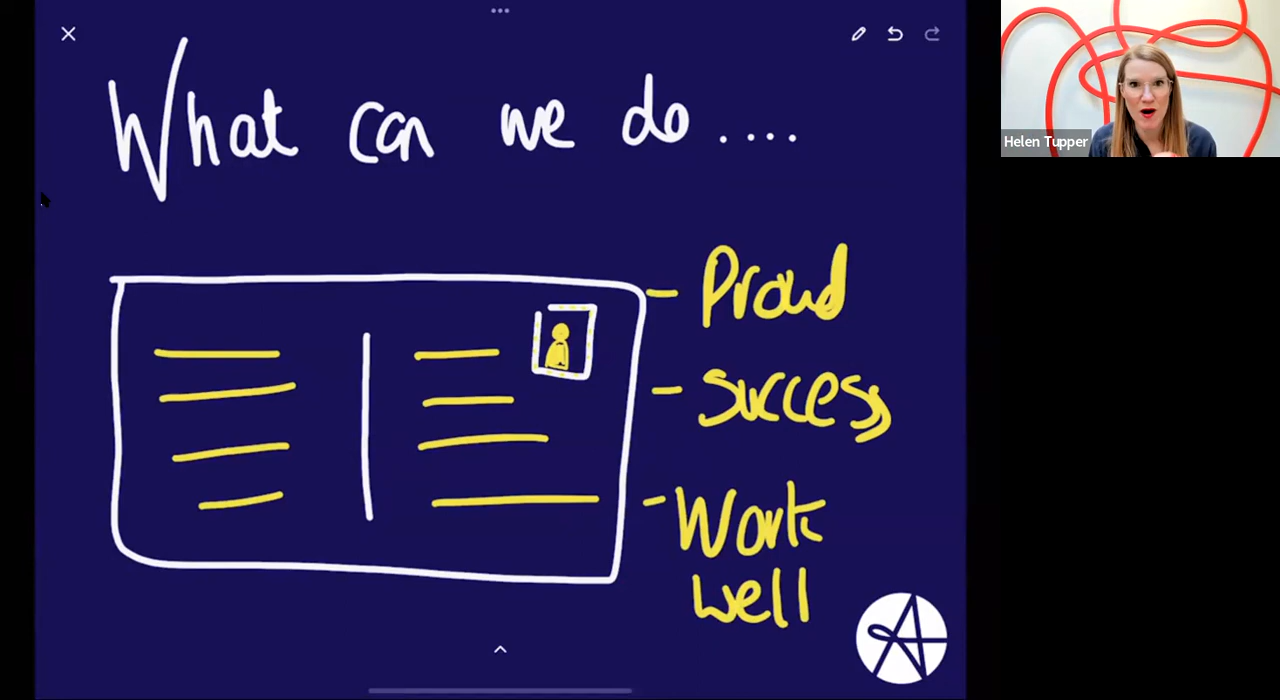 What can we do ....
Helen Tupper
- Proud
- Success
- Work
well